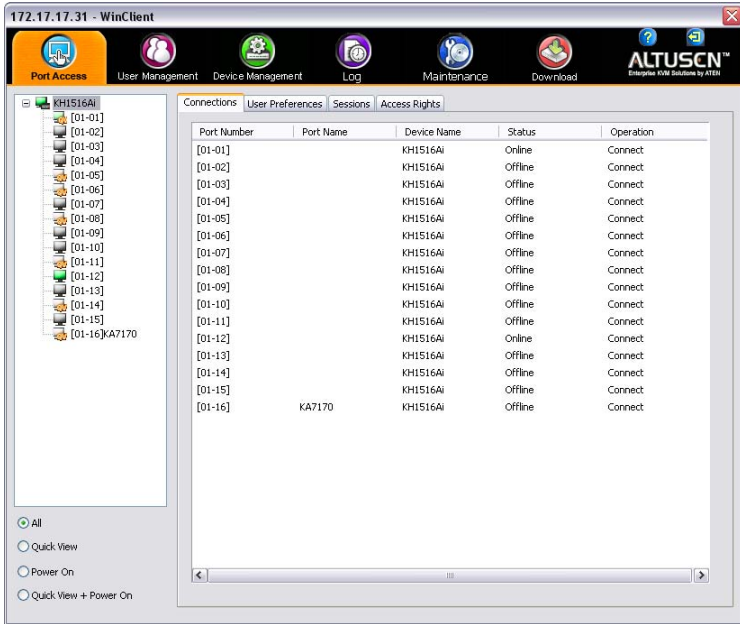 172.17.17.31 - WinClient
Port Access User Management Device Management Log Maintenance Download
ALTUSEN™
Enterprise KVM Solutions by ATEN
KH1516Ai
[01-01]
[01-02]
[01-03]
[01-04]
[01-05]
[01-06]
[01-07]
[01-08]
[01-09]
[01-10]
[01-11]
[01-12]
[01-13]
[01-14]
[01-15]
[01-16]KA7170
All
Quick View
Power On
Quick View + Power On
Connections User Preferences Sessions Access Rights
Port Number Port Name Device Name Status Operation
[01-01] KH1516Ai Online Connect
[01-02] KH1516Ai Offline Connect
[01-03] KH1516Ai Offline Connect
[01-04] KH1516Ai Offline Connect
[01-05] KH1516Ai Offline Connect
[01-06] KH1516Ai Offline Connect
[01-07] KH1516Ai Offline Connect
[01-08] KH1516Ai Offline Connect
[01-09] KH1516Ai Offline Connect
[01-10] KH1516Ai Offline Connect
[01-11] KH1516Ai Offline Connect
[01-12] KH1516Ai Online Connect
[01-13] KH1516Ai Offline Connect
[01-14] KH1516Ai Offline Connect
[01-15] KH1516Ai Offline Connect
[01-16] KA7170 KH1516Ai Offline Connect